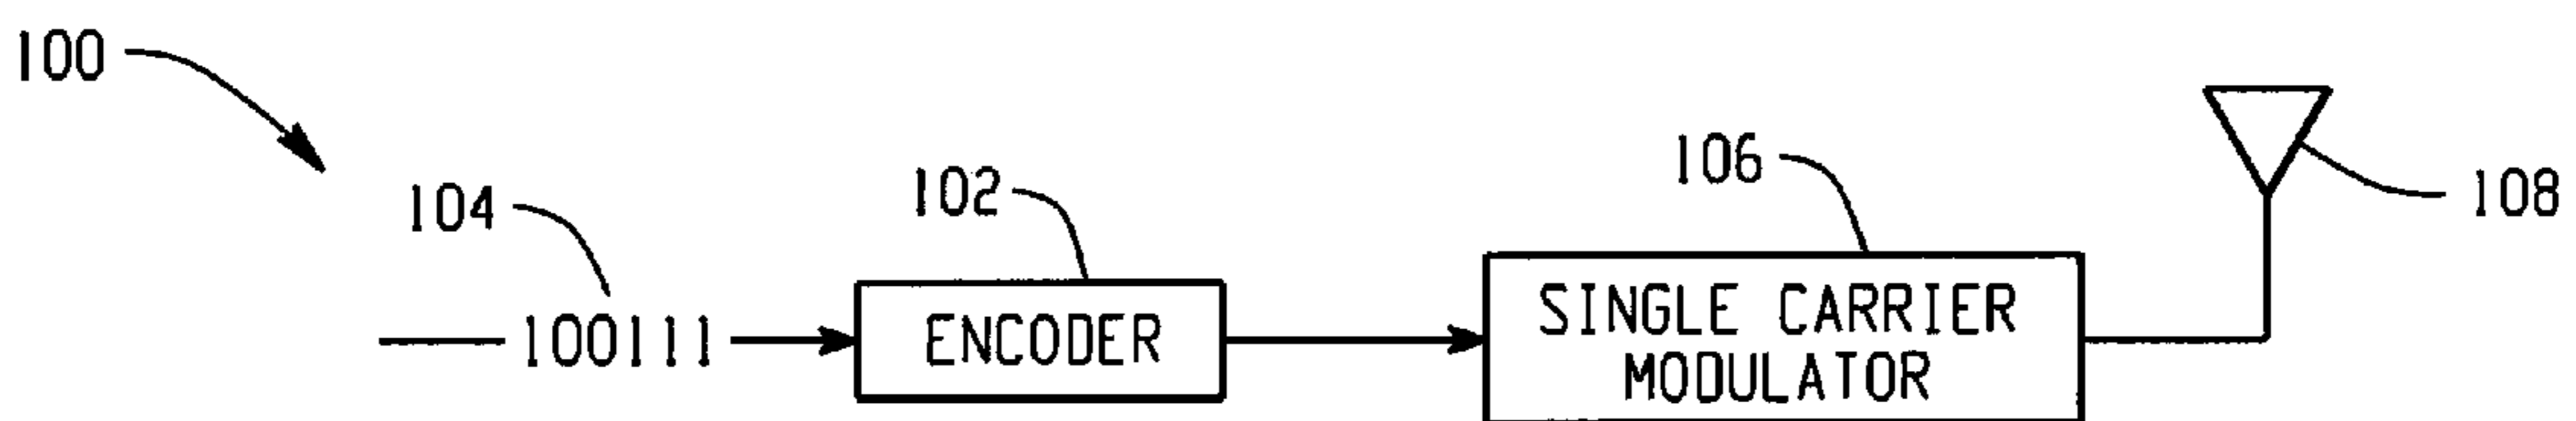 100
104
102
106
108
100111
ENCODER
SINGLE CARRIER
MODULATOR